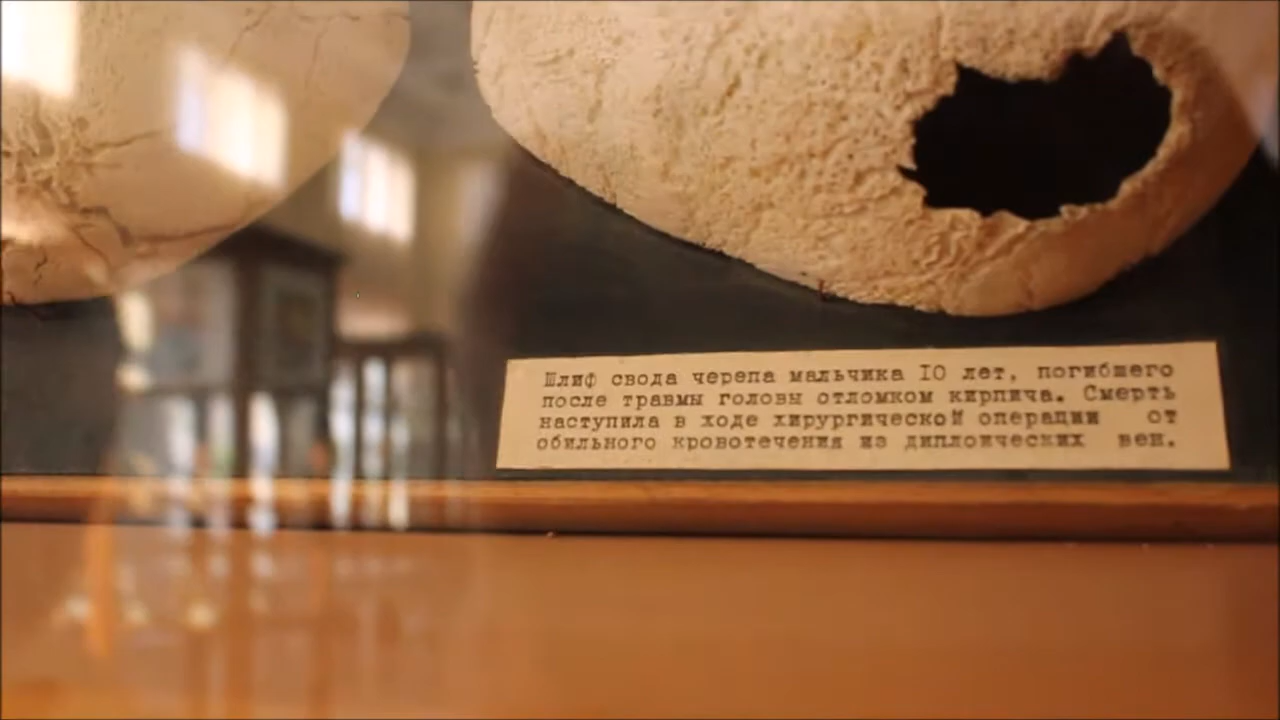 Шлиф свода черепа мальчика 10 лет, погибшего
после травмы головы отломком кирпича. Смерть
наступила в ходе хирургической операции от
обильного кровотечения из диплоических вен.